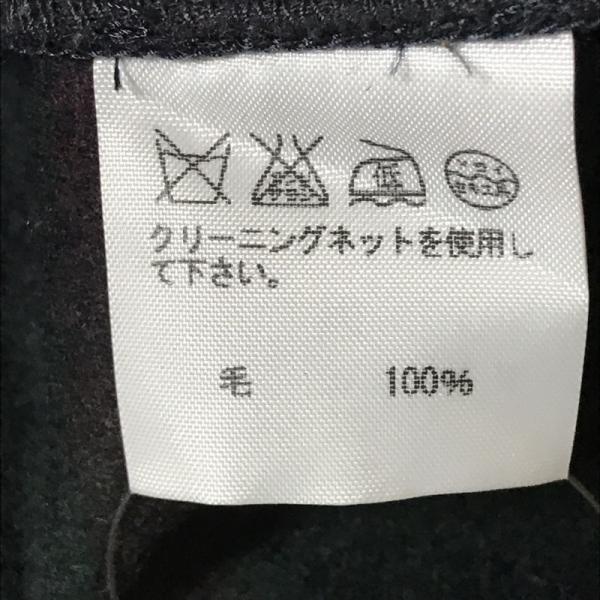 低
クリーニングネットを使用し
て下さい。
毛 100%